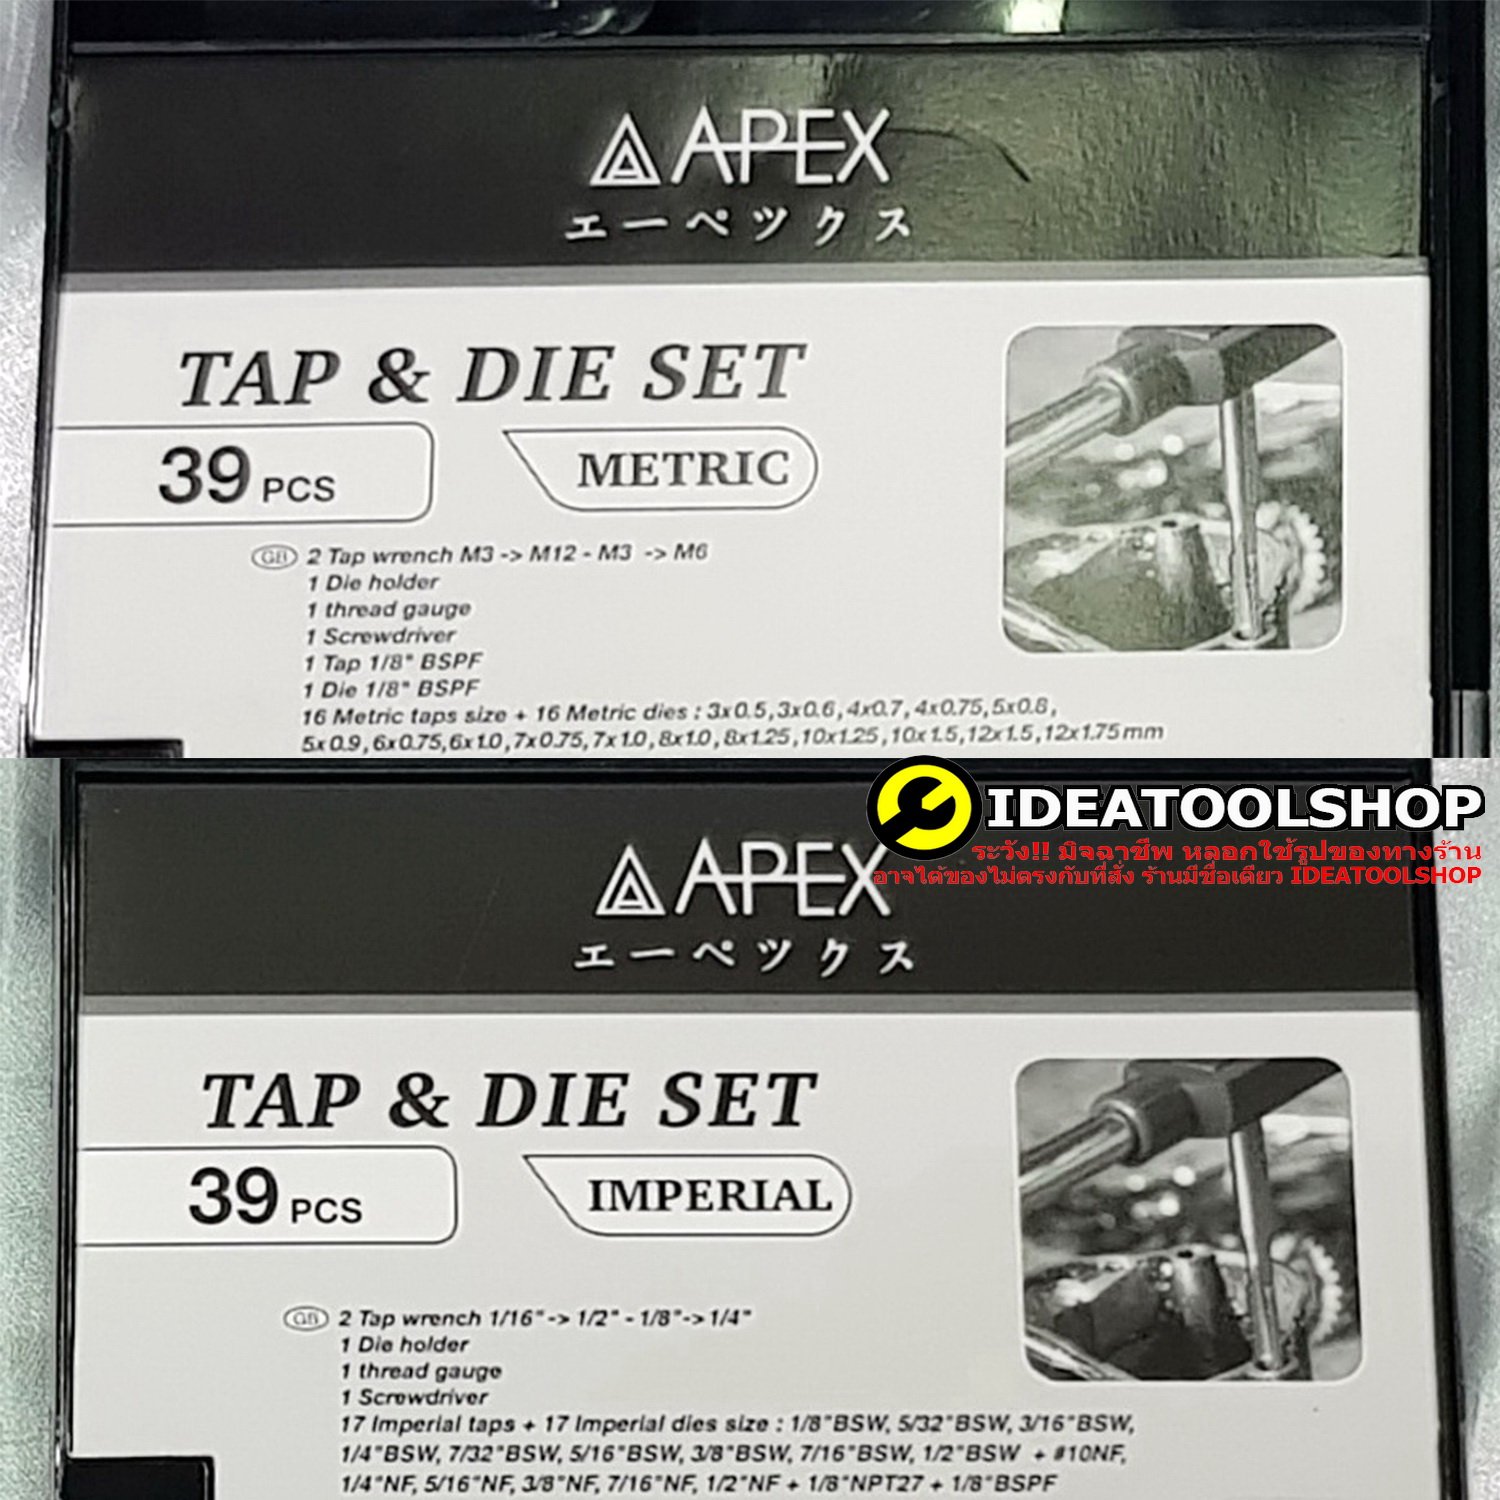 APEX
エーペックス
TAP & DIE SET
39 PCS
METRIC
GB 2 Tap wrench M3 -> M12 - M3 -> M6
1 Die holder
1 thread gauge
1 Screwdriver
1 Tap 1/8" BSPF
1 Die 1/8" BSPF
16 Metric taps size + 16 Metric dies : 3x0.5,3x0.6,4x0.7,4x0.75,5x0.8,
5x0.9,6x0.75,6x1.0,7x0.75,7x1.0,8x1.0,8x1.25,10x1.25,10x1.5,12x1.5,12x1.75mm
IDEATOOLSHOP
ระวัง!! มิจฉาชีพ หลอกใช้รูปของทางร้าน
อาจได้ของไม่ตรงกับที่สั่ง ร้านมีชื่อเดียว IDEATOOLSHOP
APEX
エーペックス
TAP & DIE SET
39 PCS
IMPERIAL
GB 2 Tap wrench 1/16"-> 1/2" - 1/8"-> 1/4"
1 Die holder
1 thread gauge
1 Screwdriver
17 Imperial taps + 17 Imperial dies size : 1/8"BSW, 5/32"BSW, 3/16"BSW,
1/4"BSW, 7/32"BSW, 5/16"BSW, 3/8"BSW, 7/16"BSW, 1/2"BSW + #10NF,
1/4"NF, 5/16"NF, 3/8"NF, 7/16"NF, 1/2"NF + 1/8"NPT27 + 1/8"BSPF